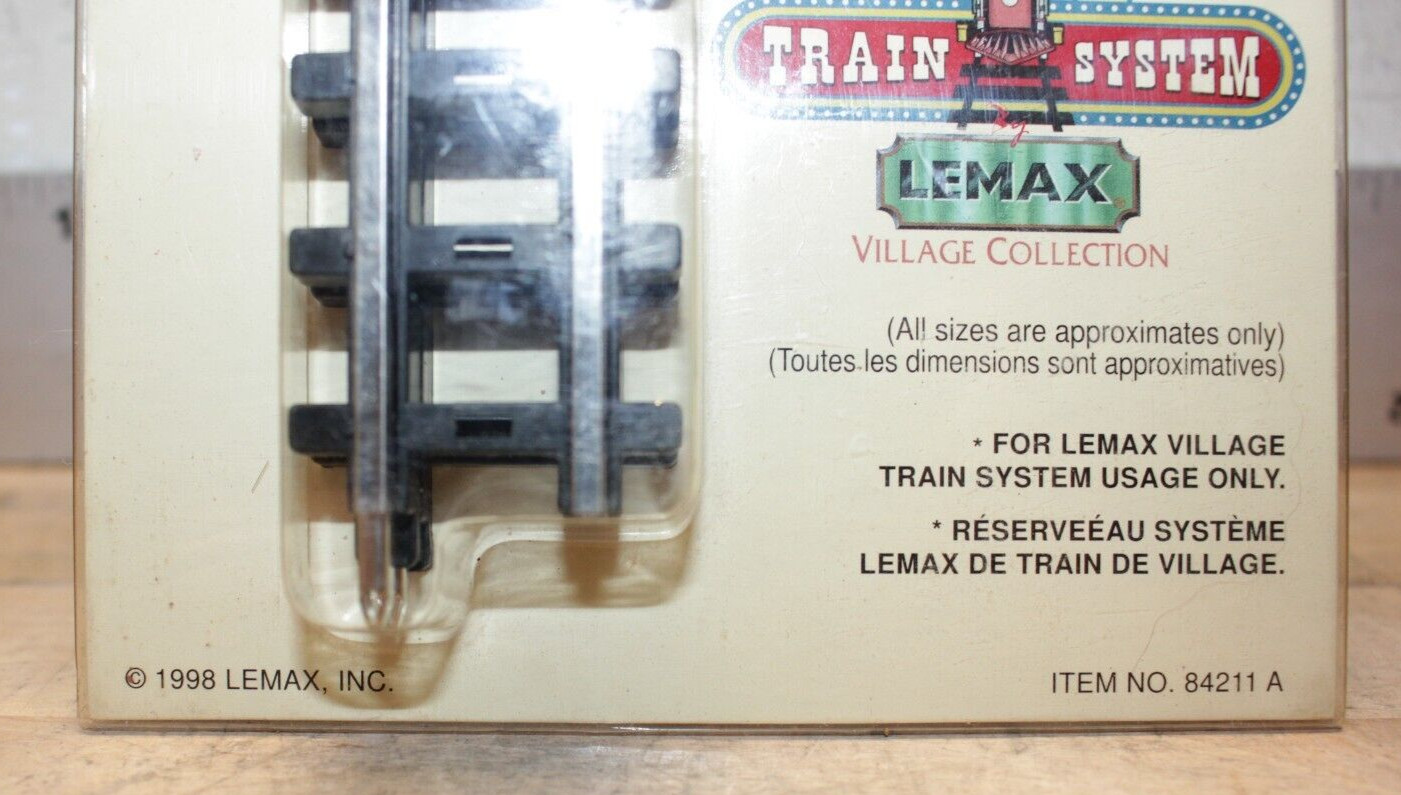 TRAIN SYSTEM
By
LEMAX®
VILLAGE COLLECTION
(All sizes are approximates only)
(Toutes les dimensions sont approximatives)
* FOR LEMAX VILLAGE
TRAIN SYSTEM USAGE ONLY.
* RÉSERVEÉAU SYSTÈME
LEMAX DE TRAIN DE VILLAGE.
© 1998 LEMAX, INC.
ITEM NO. 84211 A